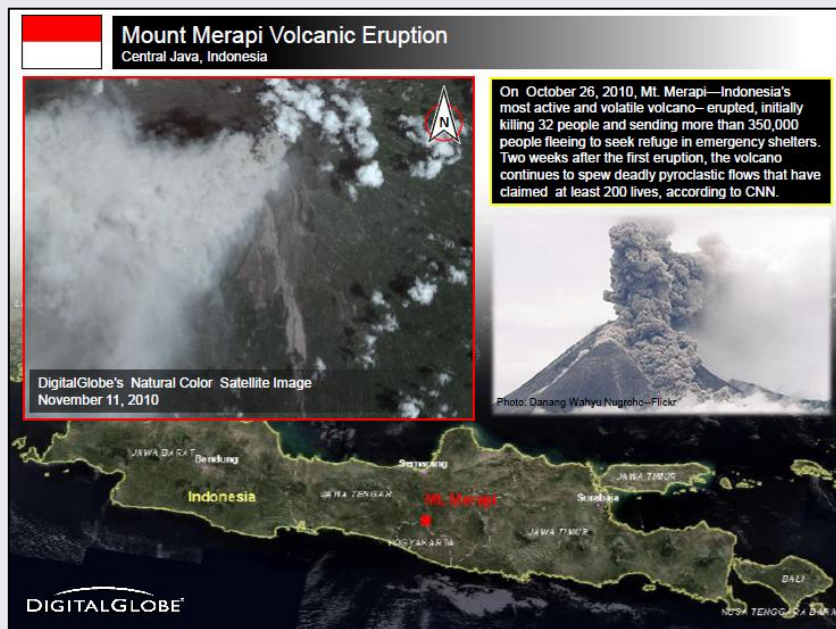 Mount Merapi Volcanic Eruption
Central Java, Indonesia
N
On October 26, 2010, Mt. Merapi—Indonesia's
most active and volatile volcano– erupted, initially
killing 32 people and sending more than 350,000
people fleeing to seek refuge in emergency shelters.
Two weeks after the first eruption, the volcano
continues to spew deadly pyroclastic flows that have
claimed at least 200 lives, according to CNN.
DigitalGlobe's Natural Color Satellite Image
November 11, 2010
Photo: Danang Wahyu Nugroho--Flickr
JAWA BARAT
Bandung
Semarang
JAWA TIMUR
Indonesia
JAWA TENGAH
Mt. Merapi
Surabaja
YOGYAKARTA
JAWA TIMUR
BALI
DIGITALGLOBE
NUSA TENGGARA BARA